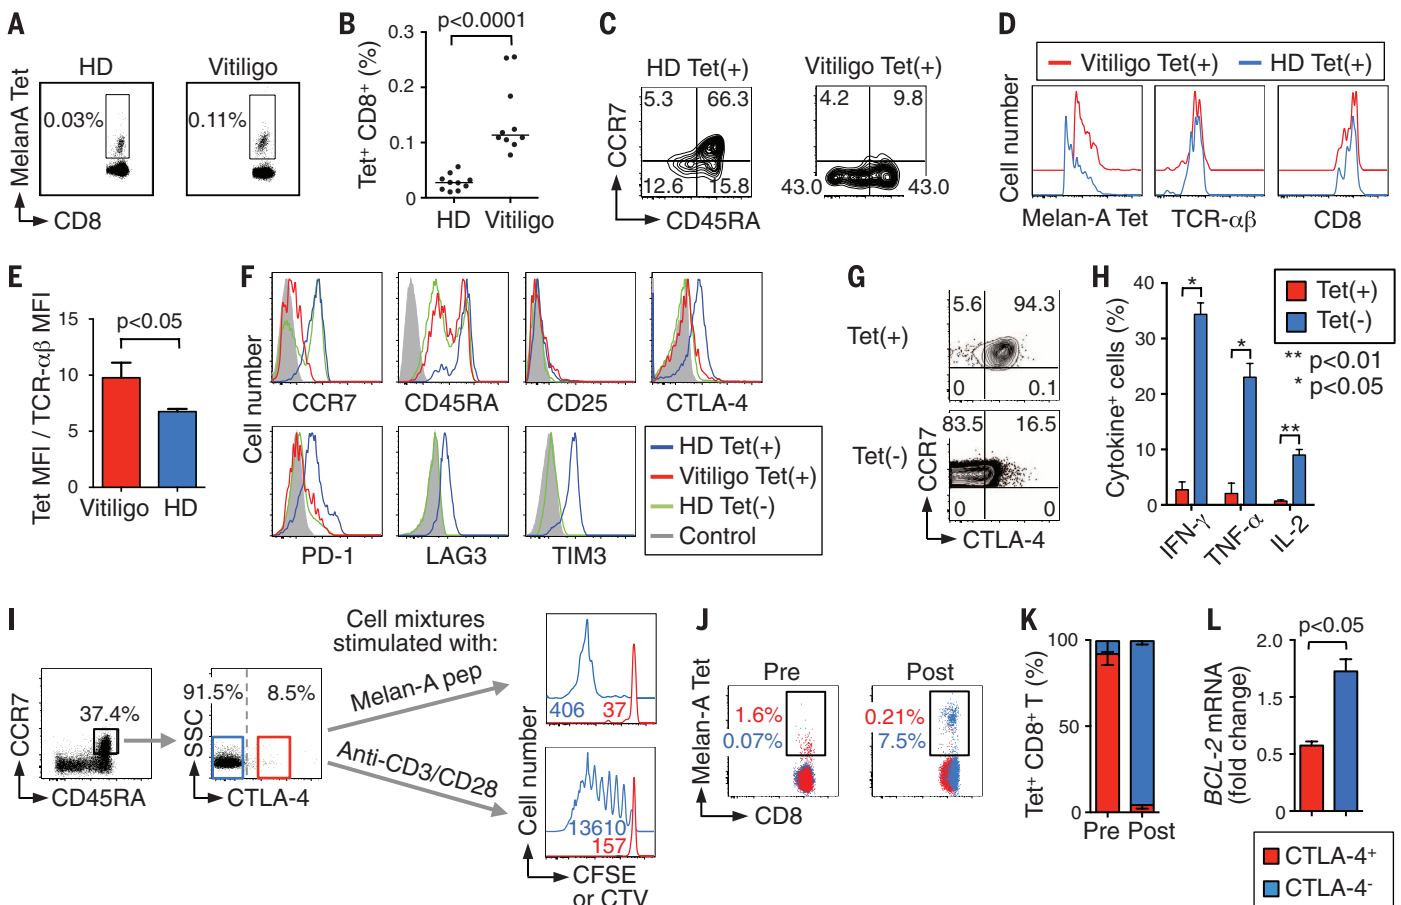 A
HD
Vitiligo
MelanA Tet
0.03%
0.11%
CD8
B
p<0.0001
Tet+ CD8+ (%)
0.3
0.2
0.1
0
HD
Vitiligo
C
HD Tet(+)
Vitiligo Tet(+)
5.3
66.3
4.2
9.8
CCR7
12.6
15.8
43.0
43.0
CD45RA
D
Vitiligo Tet(+)
HD Tet(+)
Cell number
Melan-A Tet
TCR-αβ
CD8
E
Tet MFI / TCR-αβ MFI
15
10
5
0
p<0.05
Vitiligo
HD
F
Cell number
CCR7
CD45RA
CD25
CTLA-4
PD-1
LAG3
TIM3
HD Tet(+)
Vitiligo Tet(+)
HD Tet(-)
Control
G
Tet(+)
5.6
94.3
0
0.1
Tet(-)
83.5
16.5
0
0
CCR7
CTLA-4
H
Cytokine+ cells (%)
40
30
20
10
0
*
*
**
IFN-γ
TNF-α
IL-2
Tet(+)
Tet(-)
** p<0.01
* p<0.05
I
CCR7
37.4%
CD45RA
SSC
91.5%
8.5%
CTLA-4
Cell mixtures
stimulated with:
Melan-A pep
Anti-CD3/CD28
406
37
13610
157
Cell number
CFSE
or CTV
J
Pre
Post
Melan-A Tet
1.6%
0.07%
0.21%
7.5%
CD8
K
Tet+ CD8+ T (%)
100
50
0
Pre
Post
L
BCL-2 mRNA
(fold change)
2.0
1.5
0.5
0
p<0.05
CTLA-4+
CTLA-4-